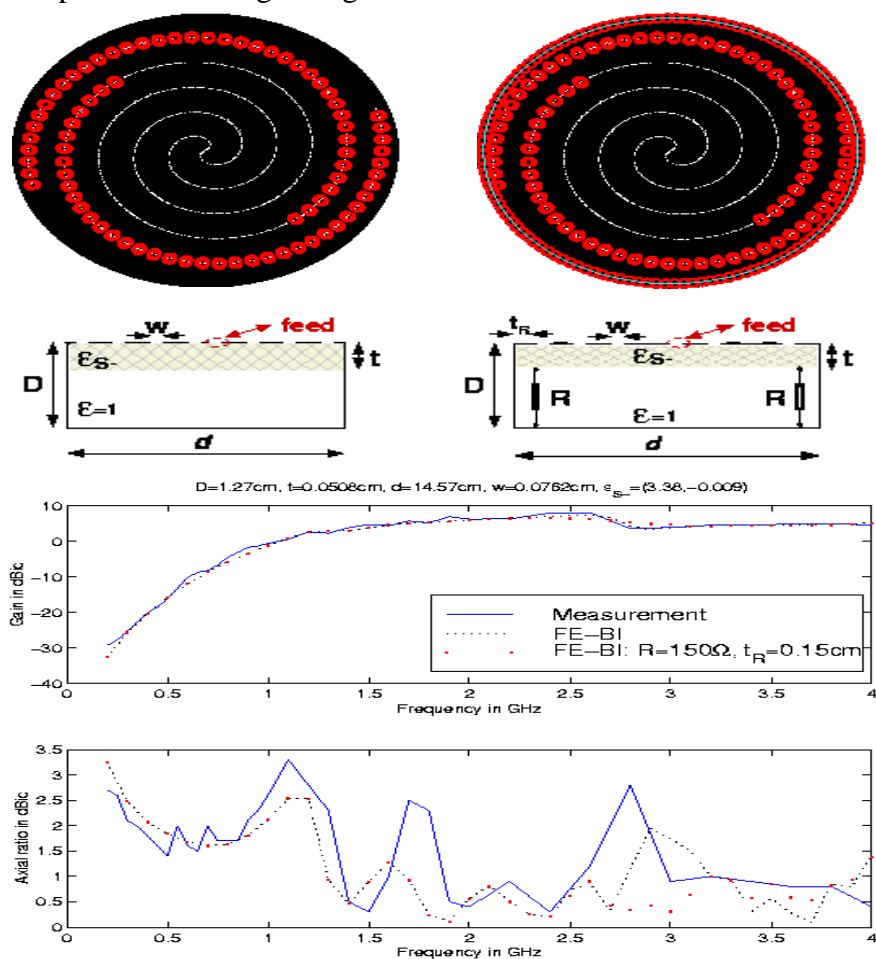 w feed t_R w feed
D ε_S- t D ε_S- t
ε=1 R ε=1 R
d d
D=1.27cm, t=0.0508cm, d=14.57cm, w=0.0762cm, ε_S-=(3.38,-0.009)
10
0
-10
-20
-30
-40
Gain in dBic
Measurement
FE-BI
FE-BI: R=150Ω, t_R=0.15cm
0 0.5 1 1.5 2 2.5 3 3.5 4
Frequency in GHz
3.5
3
2.5
2
1.5
1
0.5
0
Axial ratio in dBic
0 0.5 1 1.5 2 2.5 3 3.5 4
Frequency in GHz